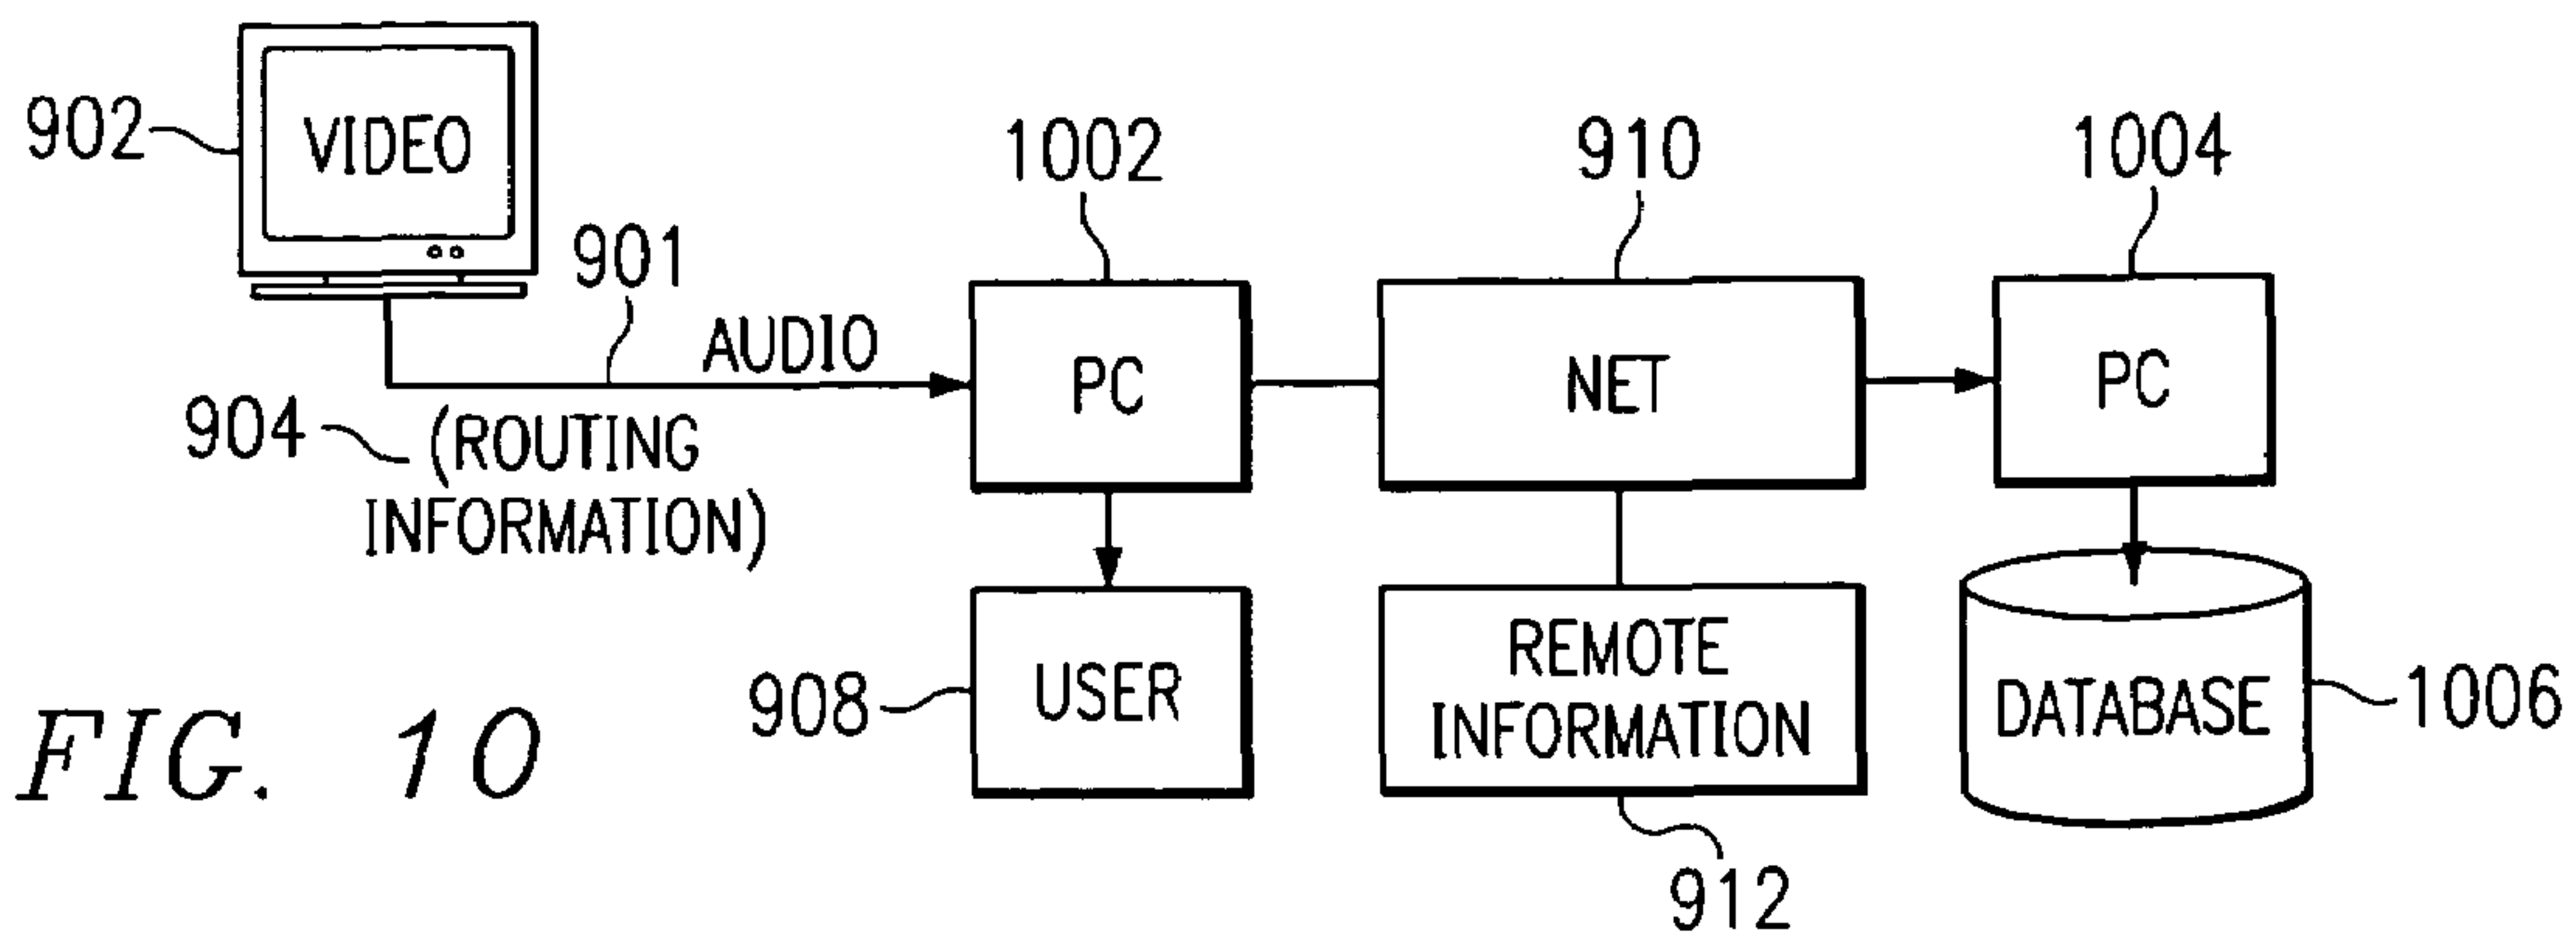 902
VIDEO
901
AUDIO
904
(ROUTING
INFORMATION)
1002
PC
910
NET
1004
PC
908
USER
REMOTE
INFORMATION
912
DATABASE
1006
FIG. 10